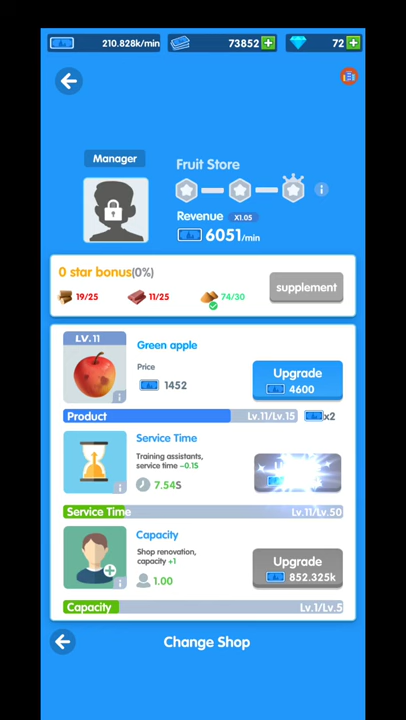 210.828k/min 73852 72
Manager
Fruit Store
Revenue X1.05
6051/min
0 star bonus(0%)
19/25 11/25 74/30
supplement
LV.11
Green apple
Price
1452
Upgrade
4600
Product Lv.11/Lv.15 x2
Service Time
Training assistants,
service time -0.1S
7.54S
Service Time Lv.11/Lv.50
Capacity
Shop renovation,
capacity +1
1.00
Upgrade
852.325k
Capacity Lv.1/Lv.5
Change Shop